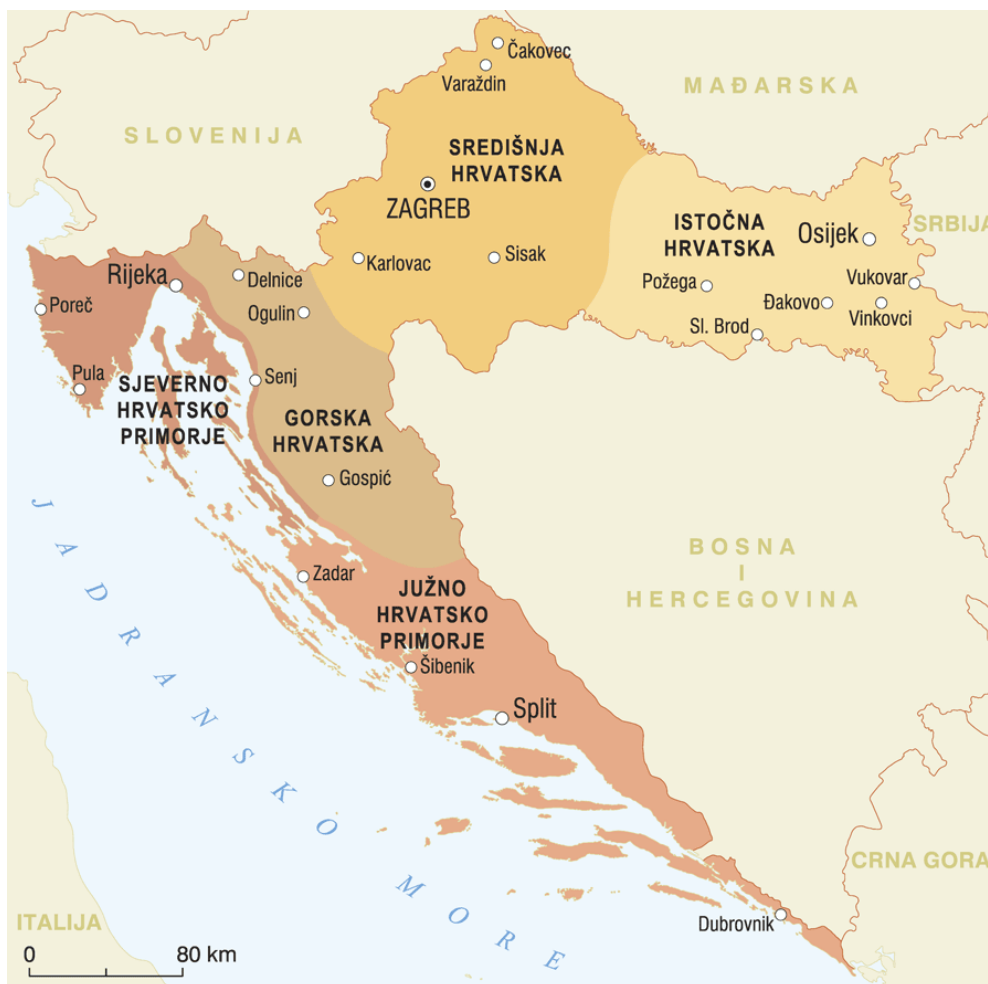 Čakovec
Varaždin
MAĐARSKA
SLOVENIJA
SREDIŠNJA
HRVATSKA
ZAGREB
ISTOČNA
HRVATSKA
Osijek
SRBIJA
Karlovac
Sisak
Rijeka
Delnice
Požega
Vukovar
Poreč
Ogulin
Đakovo
Vinkovci
Sl. Brod
Pula
Senj
SJEVERNO
HRVATSKO
PRIMORJE
GORSKA
HRVATSKA
Gospić
JADRANSKO MORE
BOSNA
I
HERCEGOVINA
Zadar
JUŽNO
HRVATSKO
PRIMORJE
Šibenik
Split
CRNA GORA
ITALIJA
Dubrovnik
0 80 km